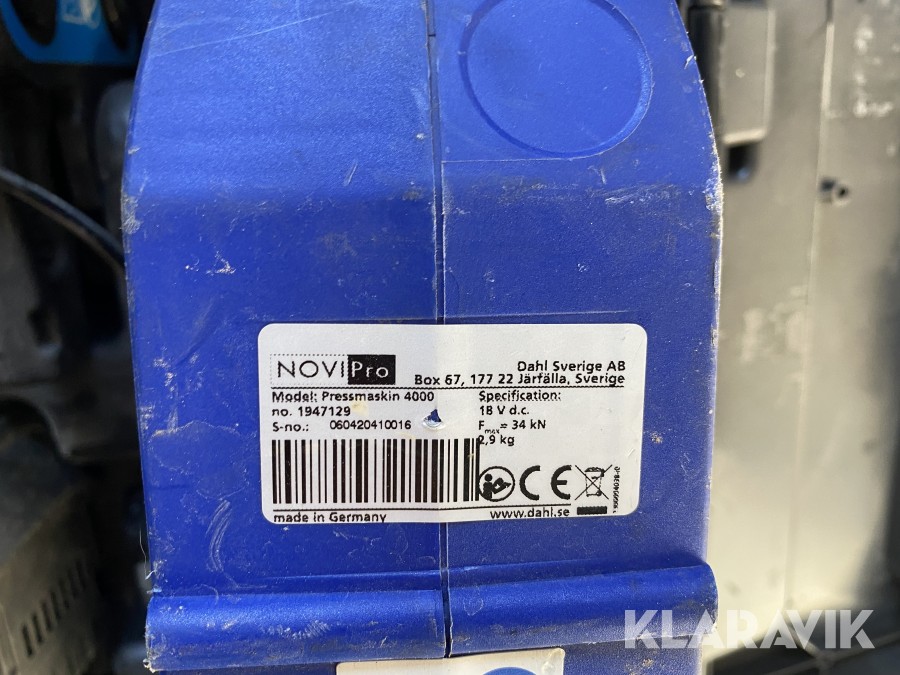 NOVIPro
Dahl Sverige AB
Box 67, 177 22 Järfälla, Sverige
Model: Pressmaskin 4000
no. 1947129
S-no.: 060420410016
Specification:
18 V d.c.
Fmax = 34 kN
2,9 kg
CE
made in Germany
www.dahl.se
KLARAVIK